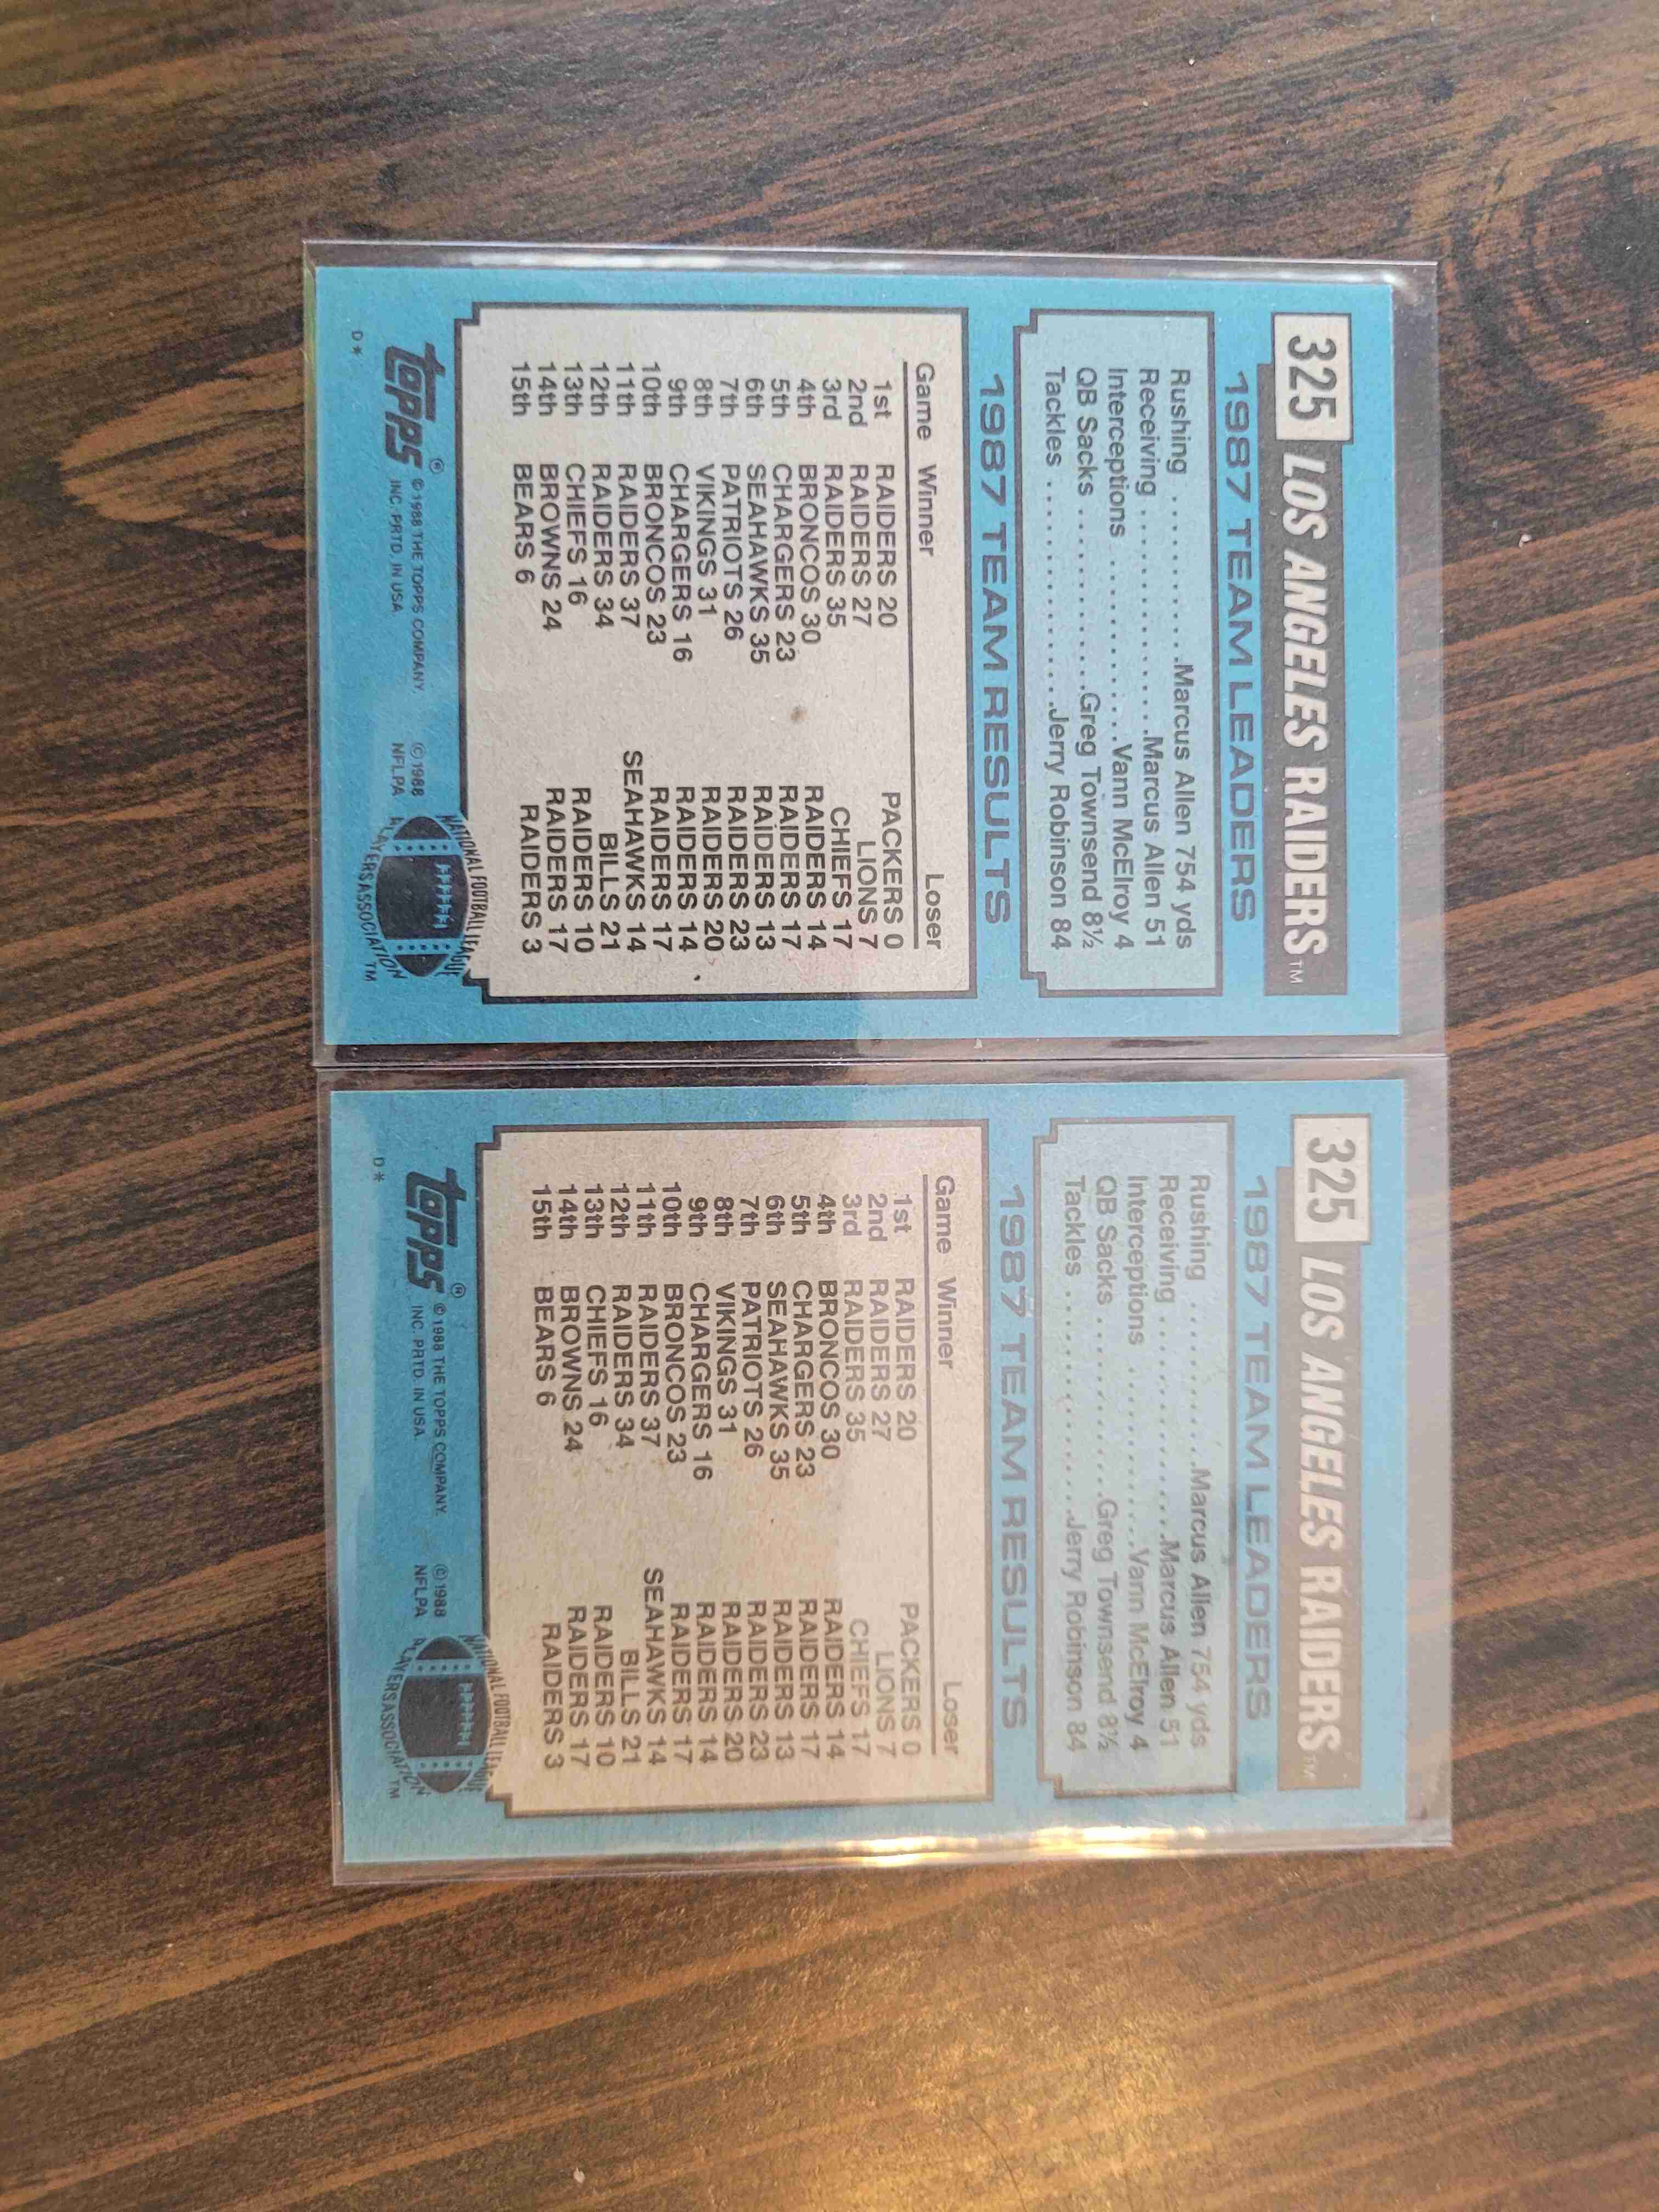 325 LOS ANGELES RAIDERS™
1987 TEAM LEADERS
Rushing ...........Marcus Allen 754 yds
Receiving ...............Marcus Allen 51
Interceptions ............Vann McElroy 4
QB Sacks ............Greg Townsend 8½
Tackles ................Jerry Robinson 84
1987 TEAM RESULTS
Game Winner Loser
1st RAIDERS 20 PACKERS 0
2nd RAIDERS 27 LIONS 7
3rd RAIDERS 35 CHIEFS 17
4th BRONCOS 30 RAIDERS 14
5th CHARGERS 23 RAIDERS 17
6th SEAHAWKS 35 RAIDERS 13
7th PATRIOTS 26 RAIDERS 23
8th VIKINGS 31 RAIDERS 20
9th CHARGERS 16 RAIDERS 14
10th BRONCOS 23 RAIDERS 17
11th RAIDERS 37 SEAHAWKS 14
12th RAIDERS 34 BILLS 21
13th CHIEFS 16 RAIDERS 10
14th BROWNS 24 RAIDERS 17
15th BEARS 6 RAIDERS 3
topps® © 1988 THE TOPPS COMPANY, © 1988
INC. PRTD. IN USA. NFLPA
NATIONAL FOOTBALL LEAGUE
PLAYERS ASSOCIATION™
D*
325 LOS ANGELES RAIDERS™
1987 TEAM LEADERS
Rushing ...........Marcus Allen 754 yds
Receiving ...............Marcus Allen 51
Interceptions ............Vann McElroy 4
QB Sacks ............Greg Townsend 8½
Tackles ................Jerry Robinson 84
1987 TEAM RESULTS
Game Winner Loser
1st RAIDERS 20 PACKERS 0
2nd RAIDERS 27 LIONS 7
3rd RAIDERS 35 CHIEFS 17
4th BRONCOS 30 RAIDERS 14
5th CHARGERS 23 RAIDERS 17
6th SEAHAWKS 35 RAIDERS 13
7th PATRIOTS 26 RAIDERS 23
8th VIKINGS 31 RAIDERS 20
9th CHARGERS 16 RAIDERS 14
10th BRONCOS 23 RAIDERS 17
11th RAIDERS 37 SEAHAWKS 14
12th RAIDERS 34 BILLS 21
13th CHIEFS 16 RAIDERS 10
14th BROWNS 24 RAIDERS 17
15th BEARS 6 RAIDERS 3
topps® © 1988 THE TOPPS COMPANY, © 1988
INC. PRTD. IN USA. NFLPA
NATIONAL FOOTBALL LEAGUE
PLAYERS ASSOCIATION™
D*